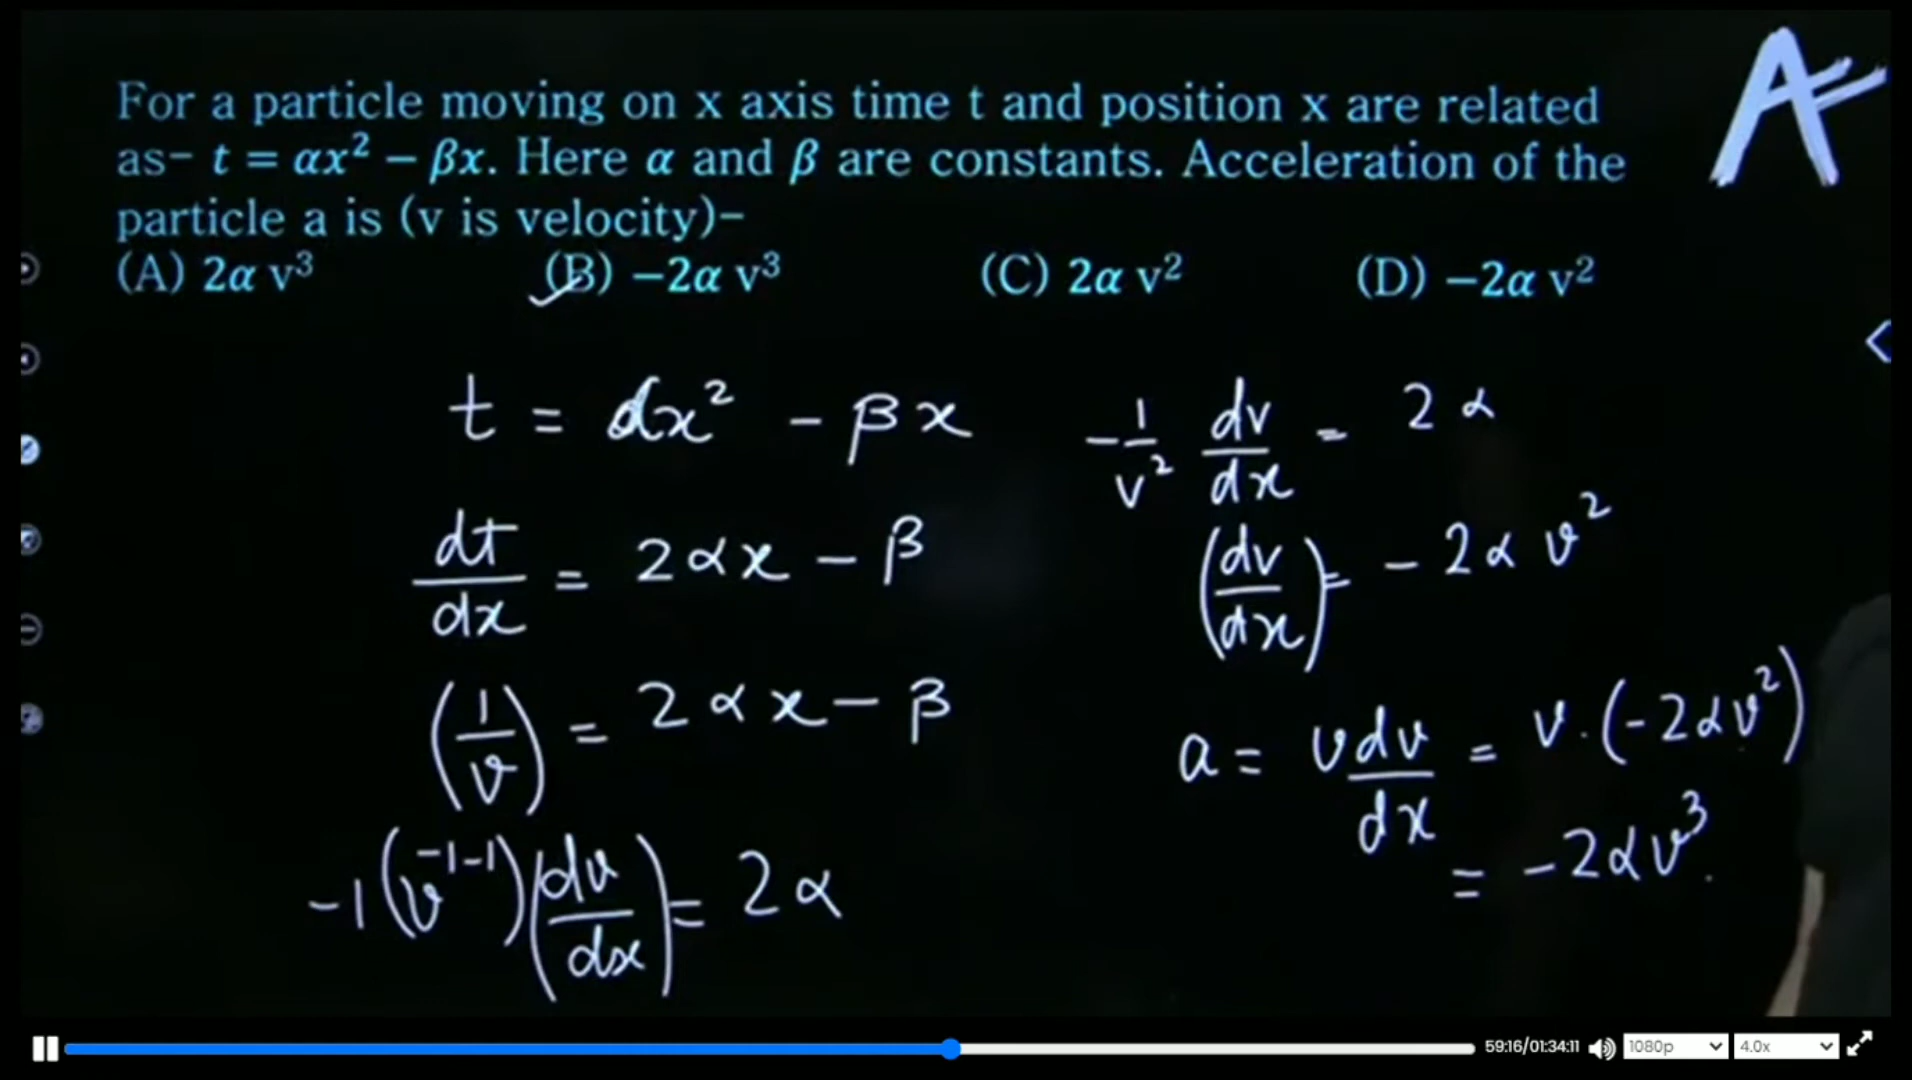 For a particle moving on x axis time t and position x are related
as- t = αx² − βx. Here α and β are constants. Acceleration of the
particle a is (v is velocity)-
(A) 2α v³ (B) −2α v³ (C) 2α v² (D) −2α v²
A
t = αx² - βx
dt/dx = 2αx - β
(1/v) = 2αx - β
-1(v⁻¹⁻¹)(dv/dx) = 2α
-1/v² dv/dx = 2α
(dv/dx) = -2αv²
a = vdv/dx = v.(-2αv²)
= -2αv³.
59:16/01:34:11 1080p 4.0x